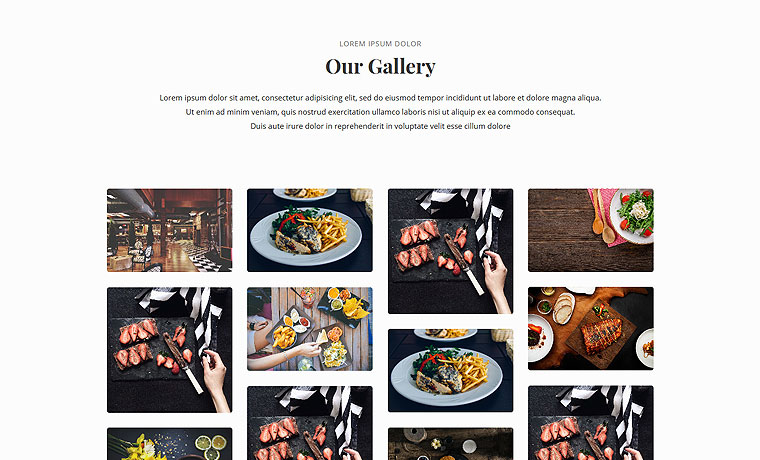 LOREM IPSUM DOLOR
Our Gallery
Lorem ipsum dolor sit amet, consectetur adipisicing elit, sed do eiusmod tempor incididunt ut labore et dolore magna aliqua.
Ut enim ad minim veniam, quis nostrud exercitation ullamco laboris nisi ut aliquip ex ea commodo consequat.
Duis aute irure dolor in reprehenderit in voluptate velit esse cillum dolore